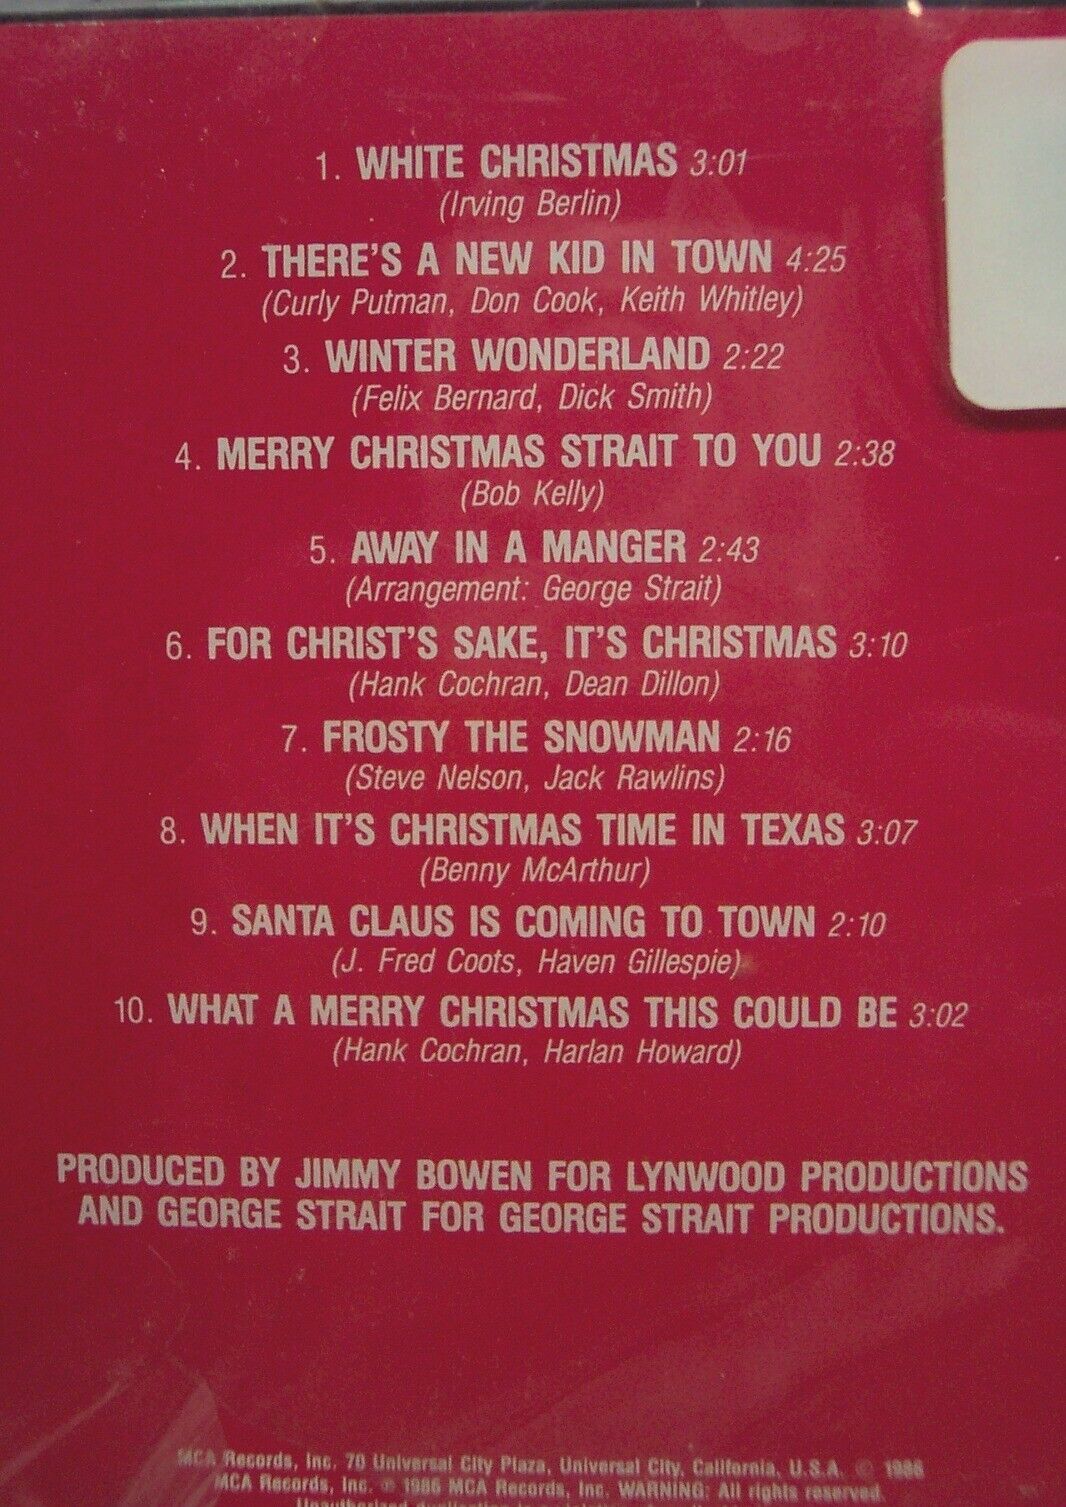 1. WHITE CHRISTMAS 3:01
(Irving Berlin)
2. THERE'S A NEW KID IN TOWN 4:25
(Curly Putman, Don Cook, Keith Whitley)
3. WINTER WONDERLAND 2:22
(Felix Bernard, Dick Smith)
4. MERRY CHRISTMAS STRAIT TO YOU 2:38
(Bob Kelly)
5. AWAY IN A MANGER 2:43
(Arrangement: George Strait)
6. FOR CHRIST'S SAKE, IT'S CHRISTMAS 3:10
(Hank Cochran, Dean Dillon)
7. FROSTY THE SNOWMAN 2:16
(Steve Nelson, Jack Rawlins)
8. WHEN IT'S CHRISTMAS TIME IN TEXAS 3:07
(Benny McArthur)
9. SANTA CLAUS IS COMING TO TOWN 2:10
(J. Fred Coots, Haven Gillespie)
10. WHAT A MERRY CHRISTMAS THIS COULD BE 3:02
(Hank Cochran, Harlan Howard)
PRODUCED BY JIMMY BOWEN FOR LYNWOOD PRODUCTIONS
AND GEORGE STRAIT FOR GEORGE STRAIT PRODUCTIONS.
MCA Records, Inc. 70 Universal City Plaza, Universal City, California, U.S.A. © 1986
MCA Records, Inc. ℗ 1986 MCA Records, Inc. WARNING: All rights reserved.